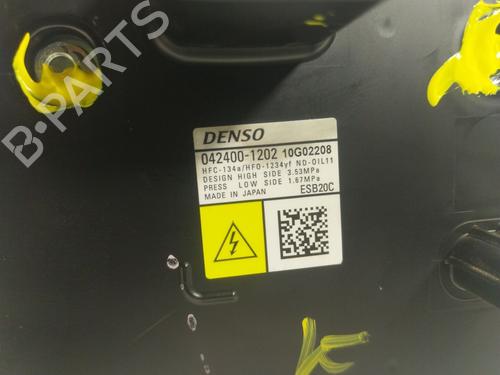 B-PARTS
DENSO
042400-1202 10G02208
HFC-134a/HFO-1234yf ND-OIL11
DESIGN HIGH SIDE 3.53MPa
PRESS LOW SIDE 1.67MPa
MADE IN JAPAN ESB20C